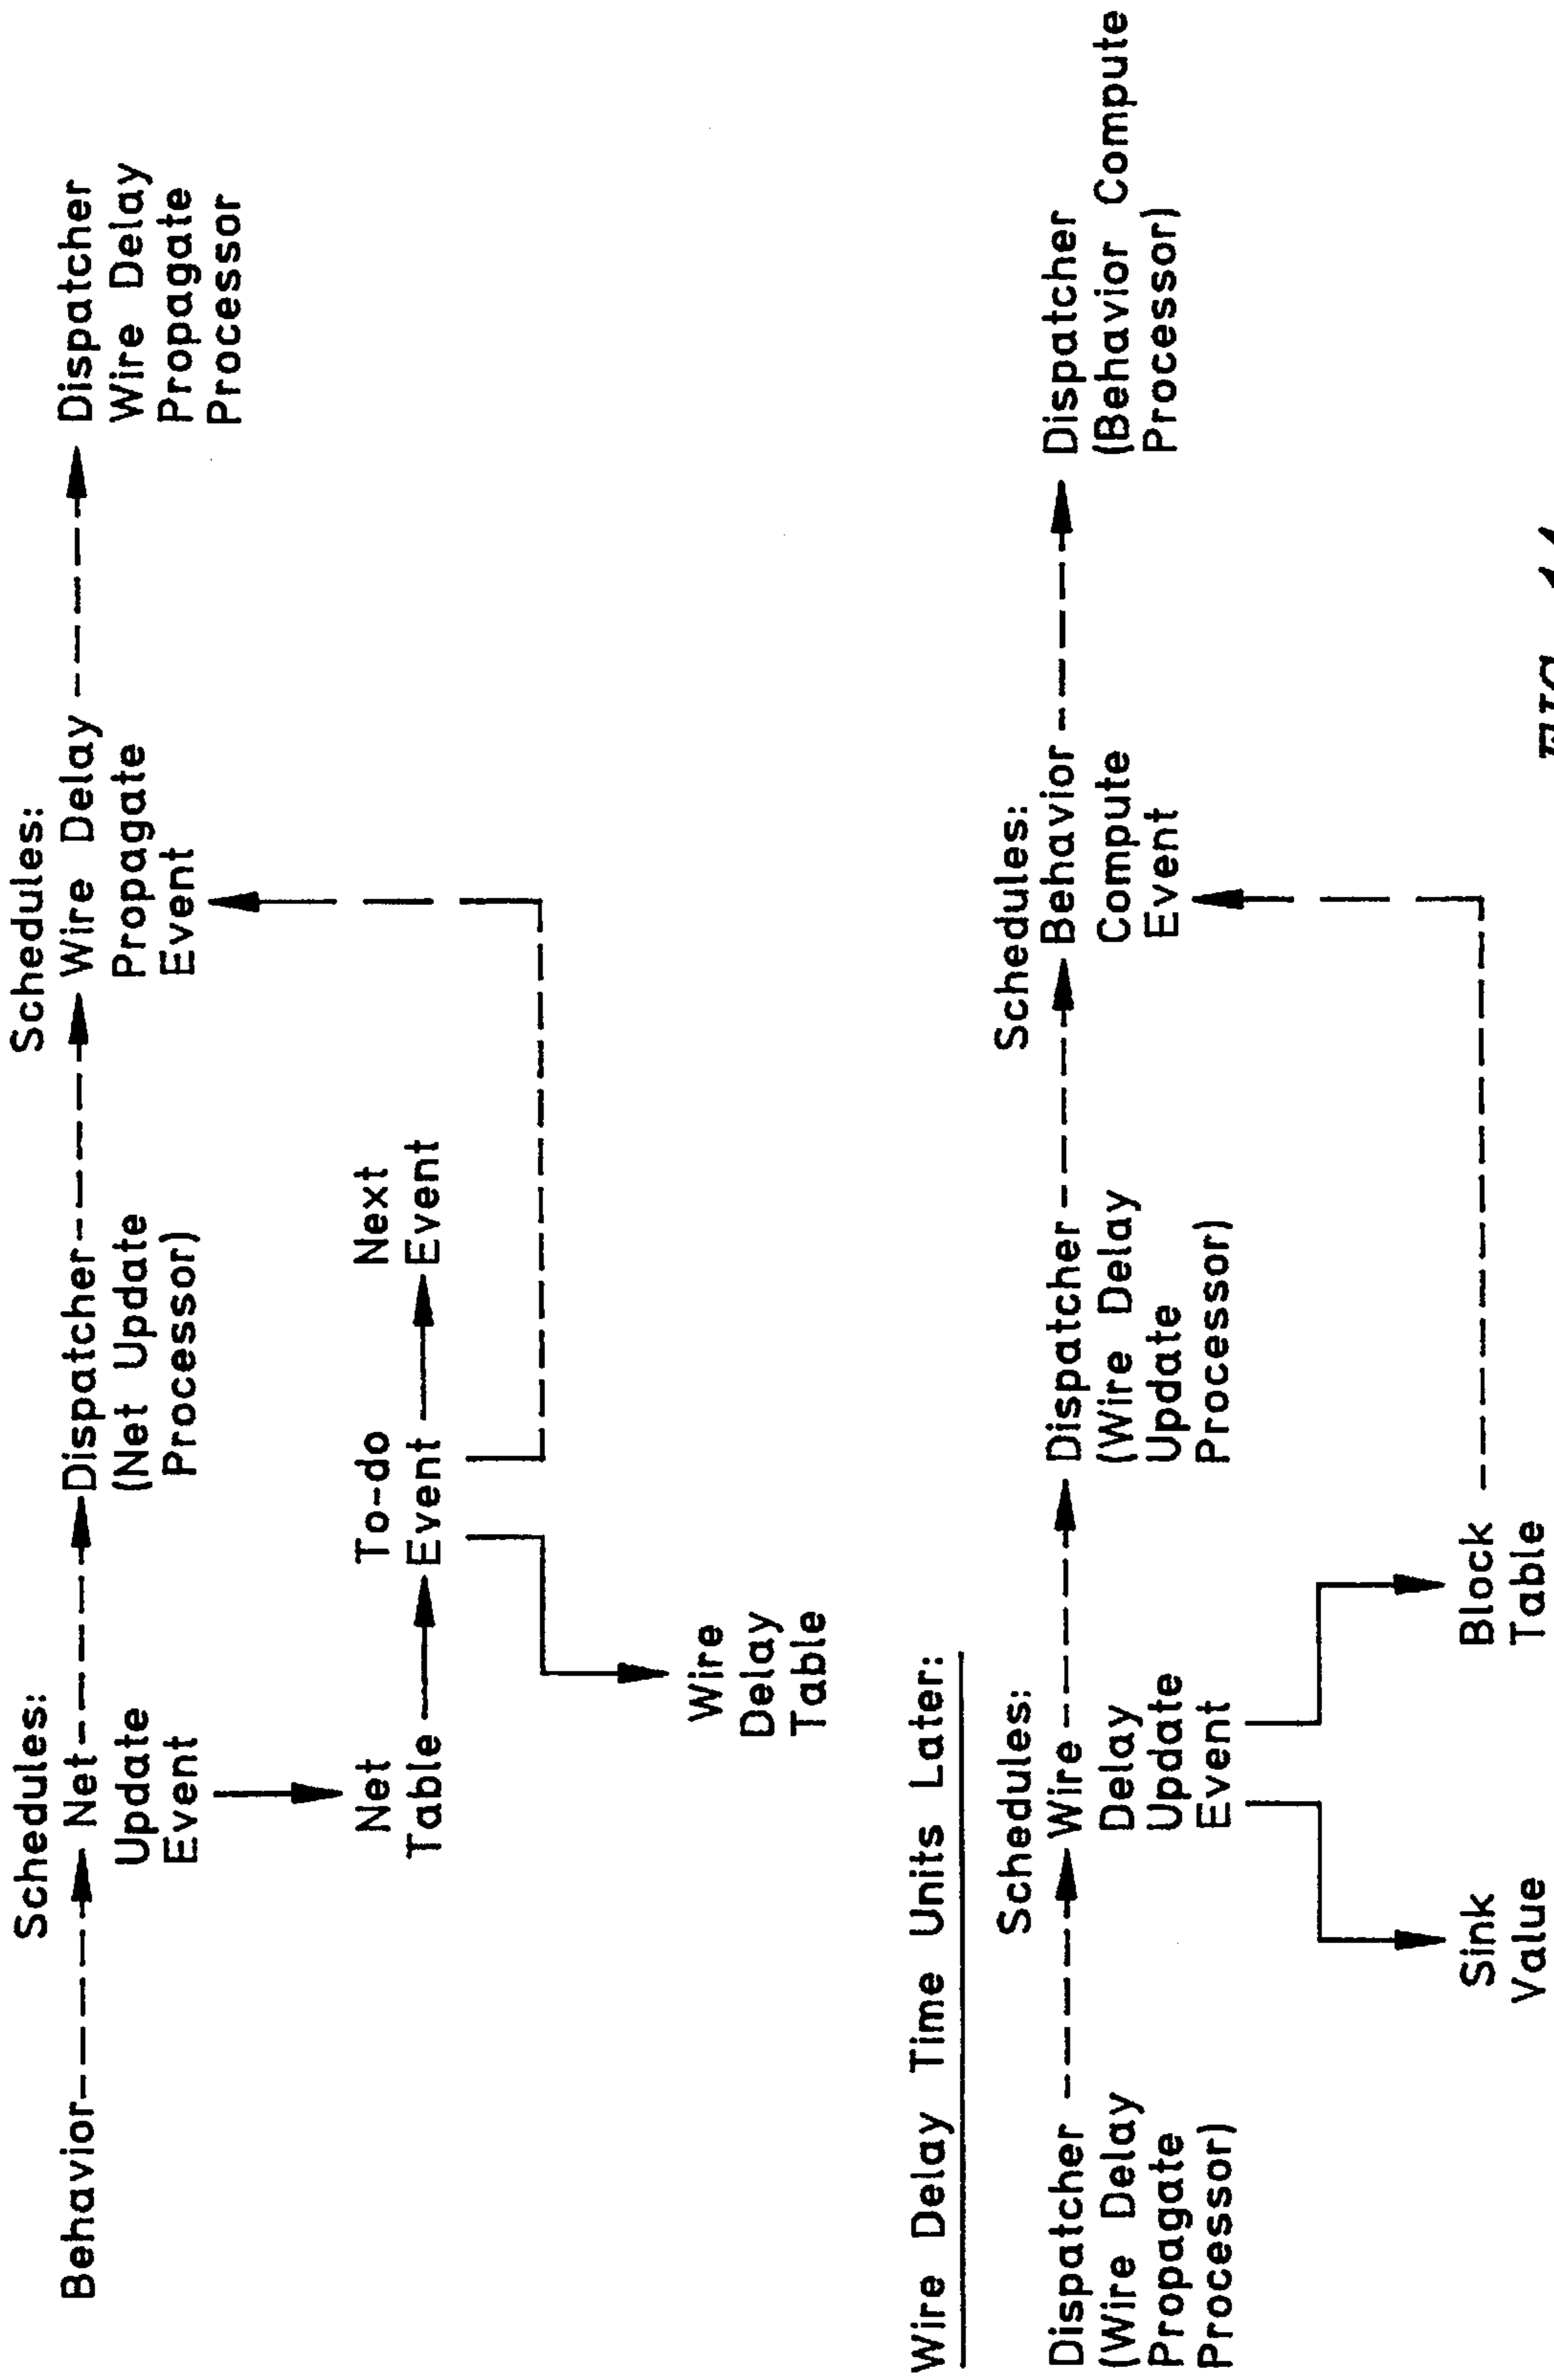 Schedules:
Schedules:
Behavior
Net
Update
Event
Dispatcher
(Net Update
Processor)
Wire Delay
Propagate
Event
Dispatcher
Wire Delay
Propagate
Processor
Net
Table
To-do
Event
Next
Event
Wire
Delay
Table
Wire Delay Time Units Later:
Schedules:
Schedules:
Dispatcher
(Wire Delay
Propagate
Processor)
Wire
Delay
Update
Event
Dispatcher
(Wire Delay
Update
Processor)
Behavior
Compute
Event
Dispatcher
(Behavior Compute
Processor)
Sink
Value
Block
Table